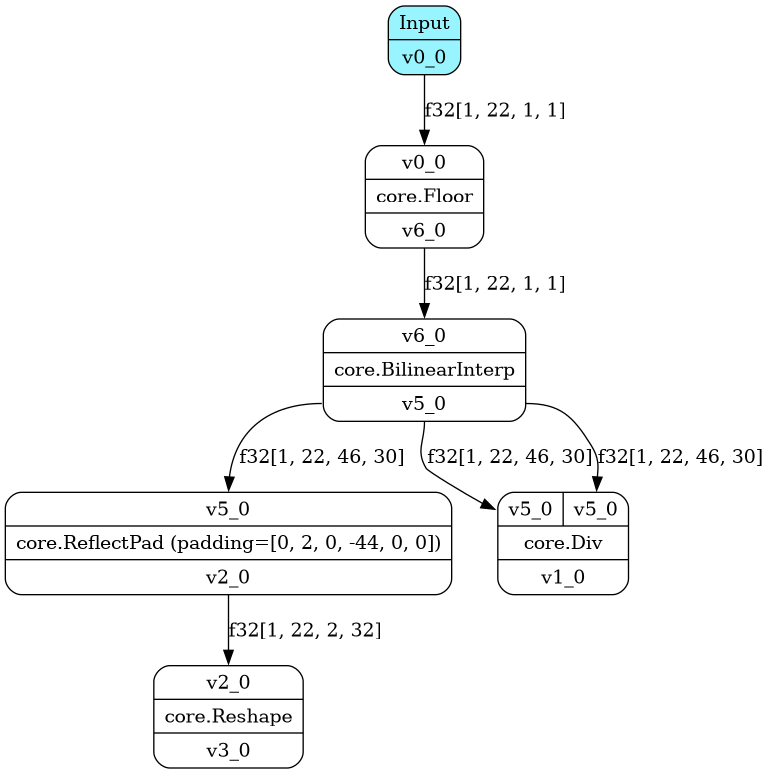 Input
v0_0
f32[1, 22, 1, 1]
v0_0
core.Floor
v6_0
f32[1, 22, 1, 1]
v6_0
core.BilinearInterp
v5_0
f32[1, 22, 46, 30]
f32[1, 22, 46, 30]
f32[1, 22, 46, 30]
v5_0
core.ReflectPad (padding=[0, 2, 0, -44, 0, 0])
v2_0
v5_0 v5_0
core.Div
v1_0
f32[1, 22, 2, 32]
v2_0
core.Reshape
v3_0